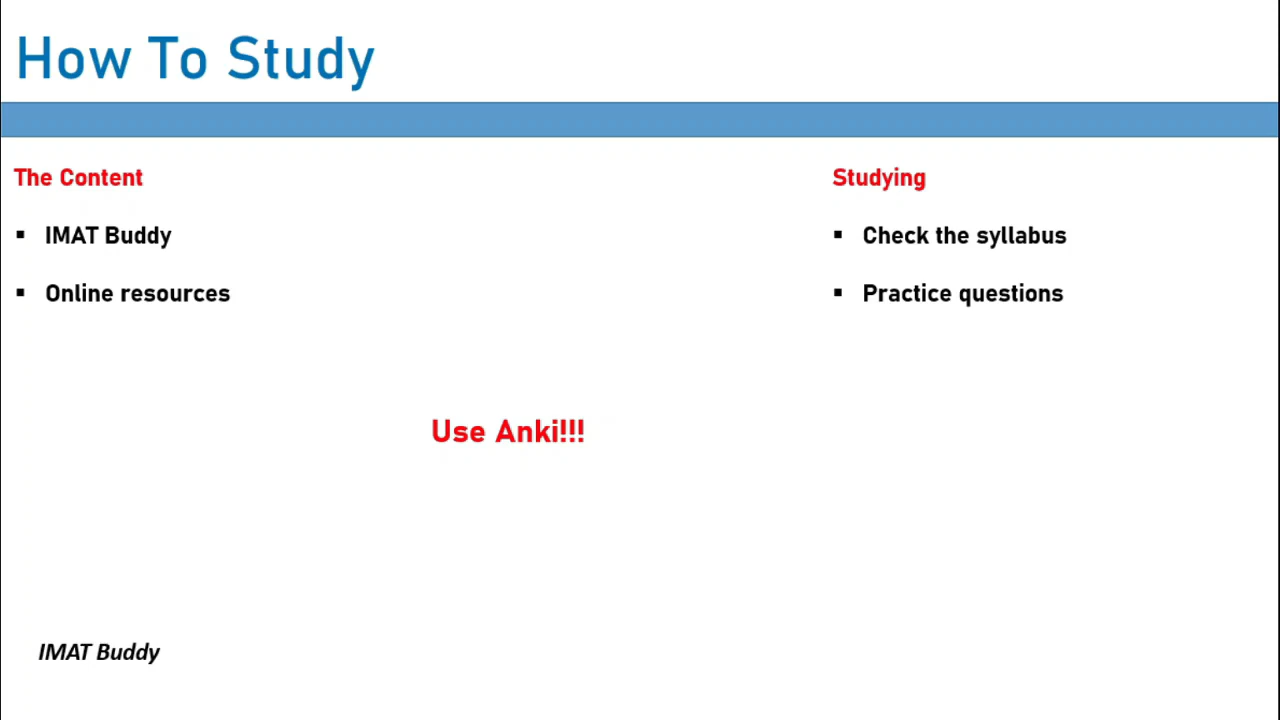 How To Study
The Content
▪ IMAT Buddy
▪ Online resources
Studying
▪ Check the syllabus
▪ Practice questions
Use Anki!!!
IMAT Buddy